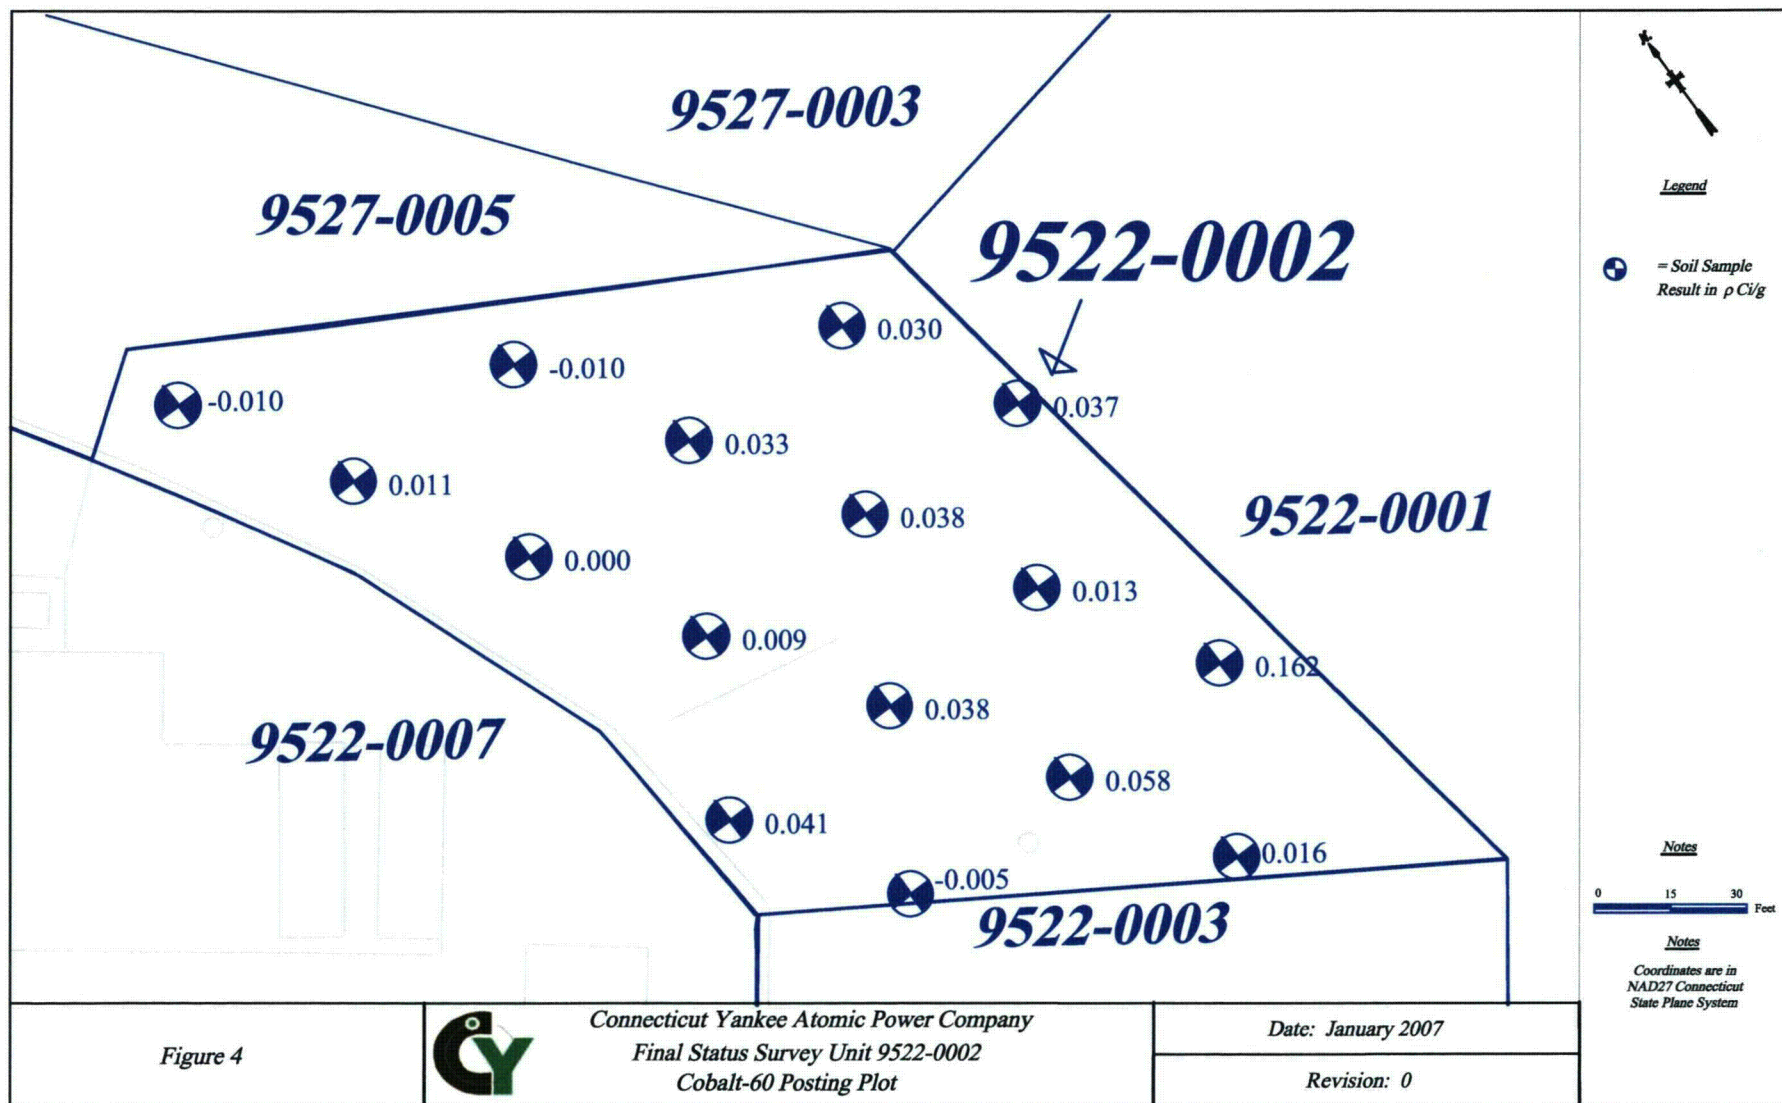 9527-0003
9527-0005
9522-0002
0.030
-0.010
-0.010
0.037
0.033
0.011
0.038
9522-0001
0.000
0.013
0.009
0.162
0.038
9522-0007
0.058
0.041
0.016
-0.005
9522-0003
Legend
= Soil Sample
Result in ρ Ci/g
Notes
0 15 30
Feet
Notes
Coordinates are in
NAD27 Connecticut
State Plane System
Figure 4
CY
Connecticut Yankee Atomic Power Company
Final Status Survey Unit 9522-0002
Cobalt-60 Posting Plot
Date: January 2007
Revision: 0